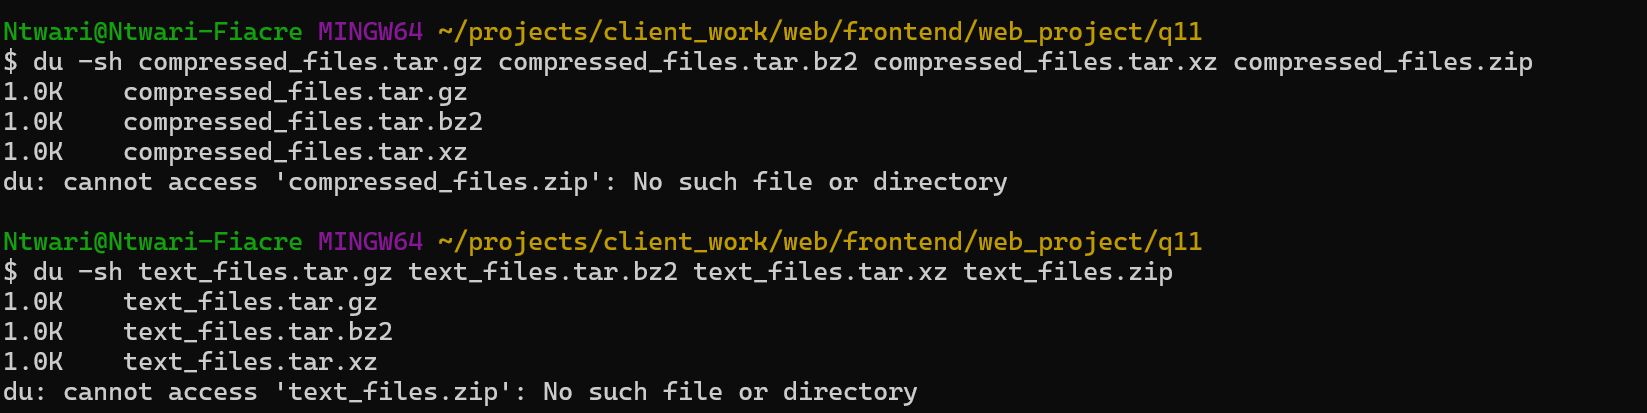 Ntwari@Ntwari-Fiacre MINGW64 ~/projects/client_work/web/frontend/web_project/q11
$ du -sh compressed_files.tar.gz compressed_files.tar.bz2 compressed_files.tar.xz compressed_files.zip
1.0K    compressed_files.tar.gz
1.0K    compressed_files.tar.bz2
1.0K    compressed_files.tar.xz
du: cannot access 'compressed_files.zip': No such file or directory
Ntwari@Ntwari-Fiacre MINGW64 ~/projects/client_work/web/frontend/web_project/q11
$ du -sh text_files.tar.gz text_files.tar.bz2 text_files.tar.xz text_files.zip
1.0K    text_files.tar.gz
1.0K    text_files.tar.bz2
1.0K    text_files.tar.xz
du: cannot access 'text_files.zip': No such file or directory